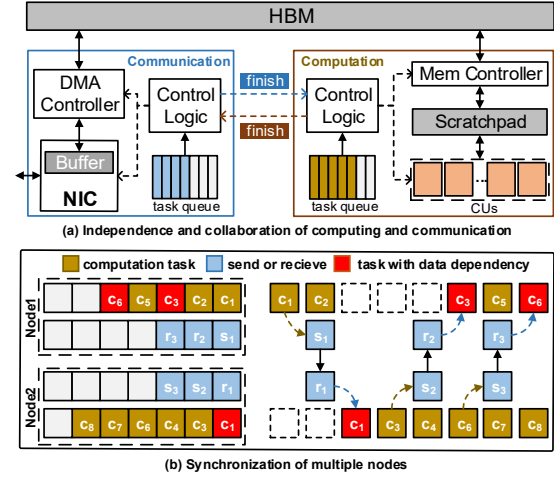 HBM
Communication
Computation
DMA
Controller
Control
Logic
finish
finish
Control
Logic
Mem Controller
Scratchpad
Buffer
NIC
task queue
task queue
CUs
(a) Independence and collaboration of computing and communication
computation task
send or recieve
task with data dependency
Node1
c6 c5 c3 c2 c1
r3 r2 s1
Node2
s3 s2 r1
c8 c7 c6 c4 c3 c1
c1 c2 c3 c5 c6
s1 r2 r3
r1 s2 s3
c1 c3 c4 c6 c7 c8
(b) Synchronization of multiple nodes